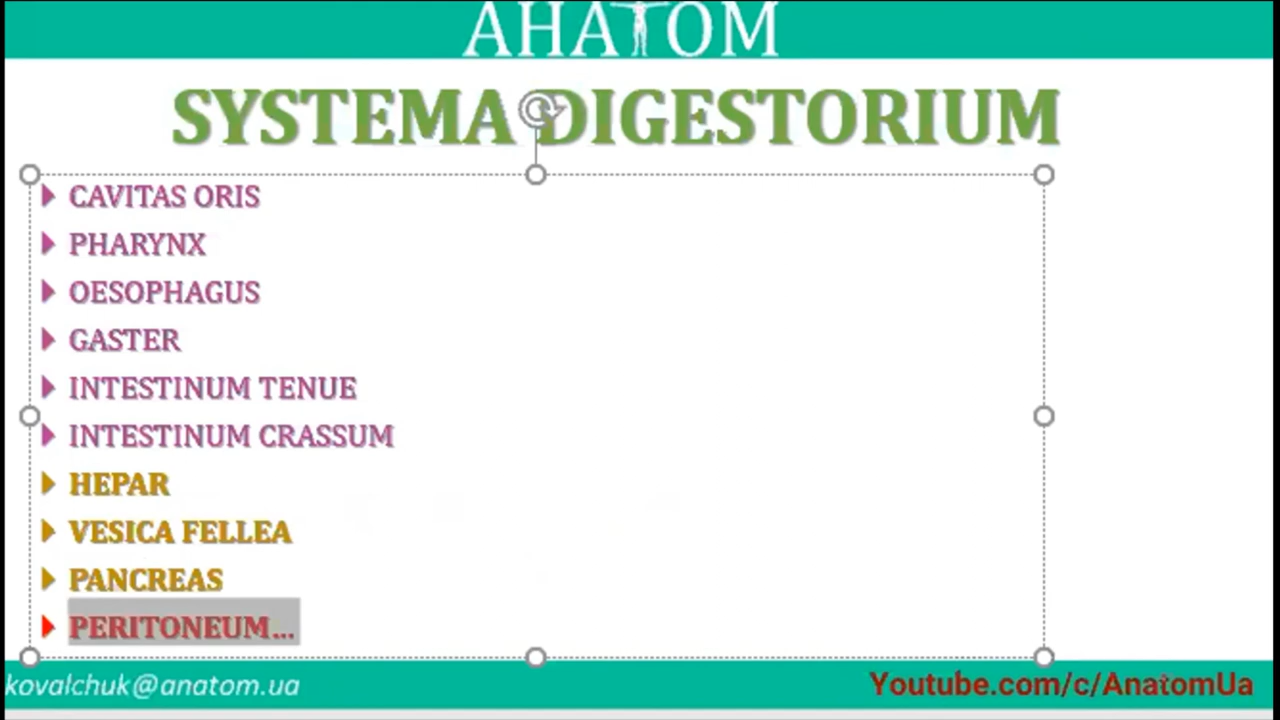 АНАТОМ
SYSTEMA DIGESTORIUM
CAVITAS ORIS
PHARYNX
OESOPHAGUS
GASTER
INTESTINUM TENUE
INTESTINUM CRASSUM
HEPAR
VESICA FELLEA
PANCREAS
PERITONEUM...
kovalchuk@anatom.ua
Youtube.com/c/AnatomUa